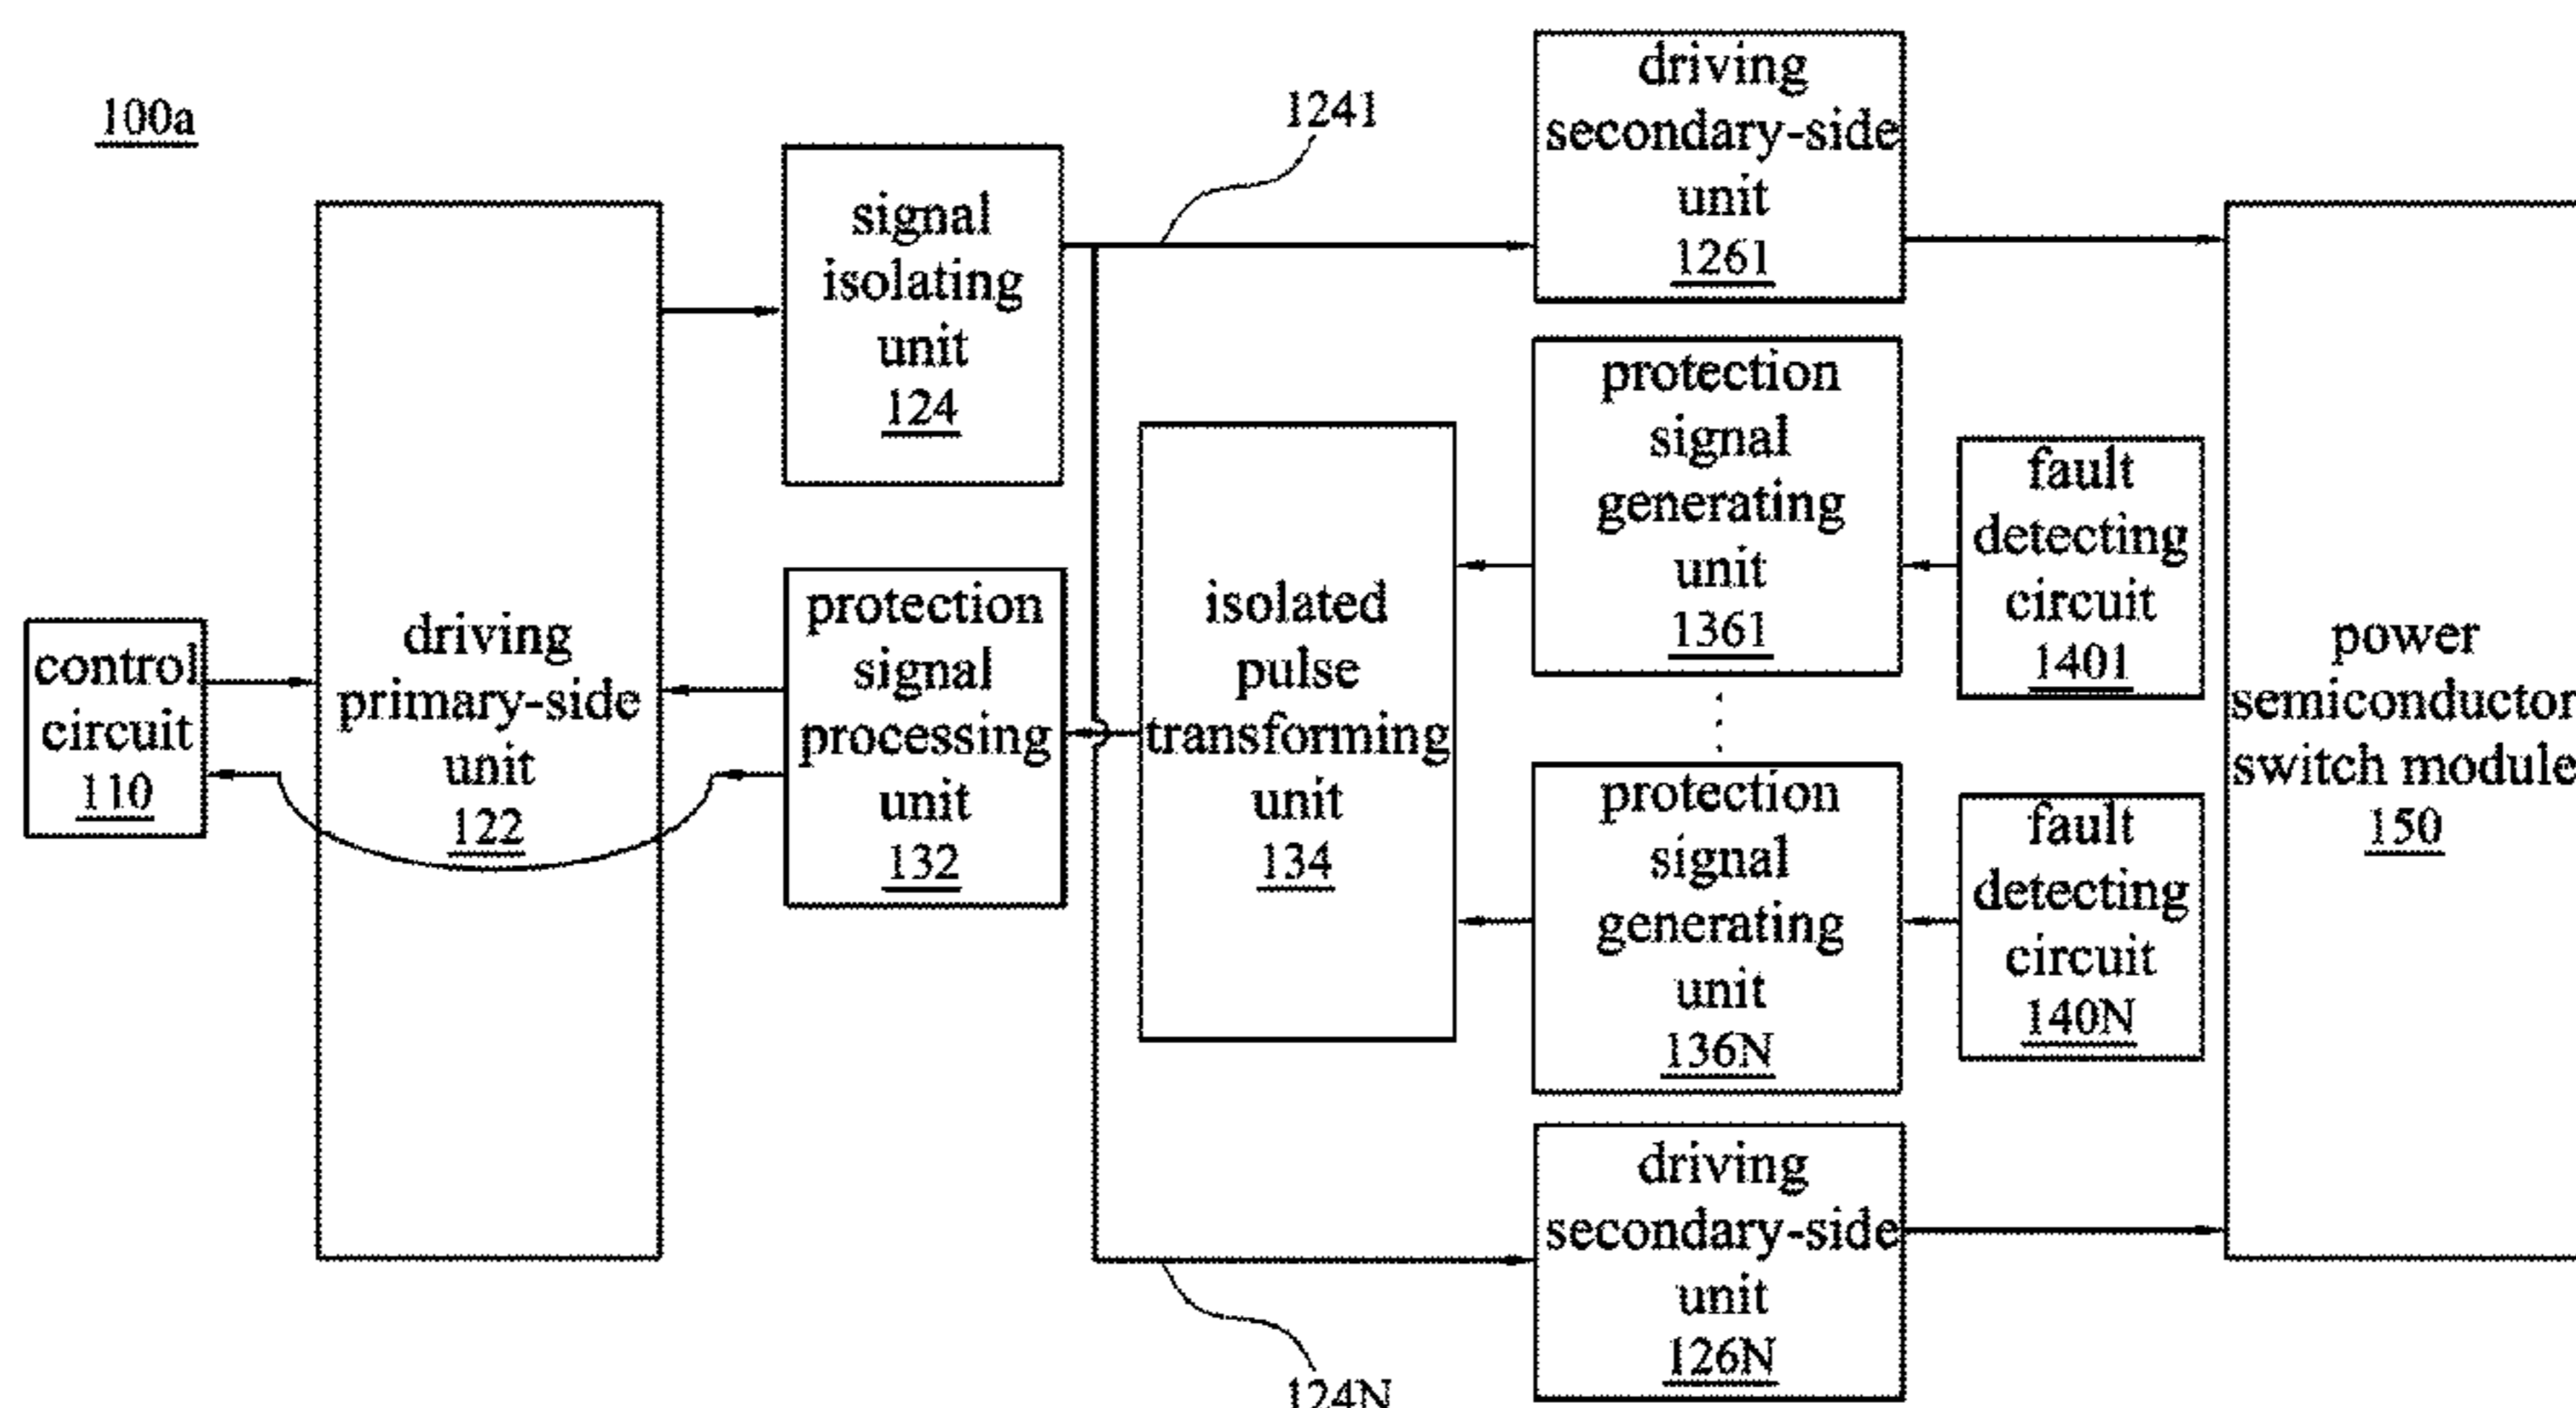 100a
control
circuit
110
driving
primary-side
unit
122
signal
isolating
unit
124
protection
signal
processing
unit
132
1241
124N
isolated
pulse
transforming
unit
134
driving
secondary-side
unit
1261
protection
signal
generating
unit
1361
protection
signal
generating
unit
136N
driving
secondary-side
unit
126N
fault
detecting
circuit
1401
fault
detecting
circuit
140N
power
semiconductor
switch module
150